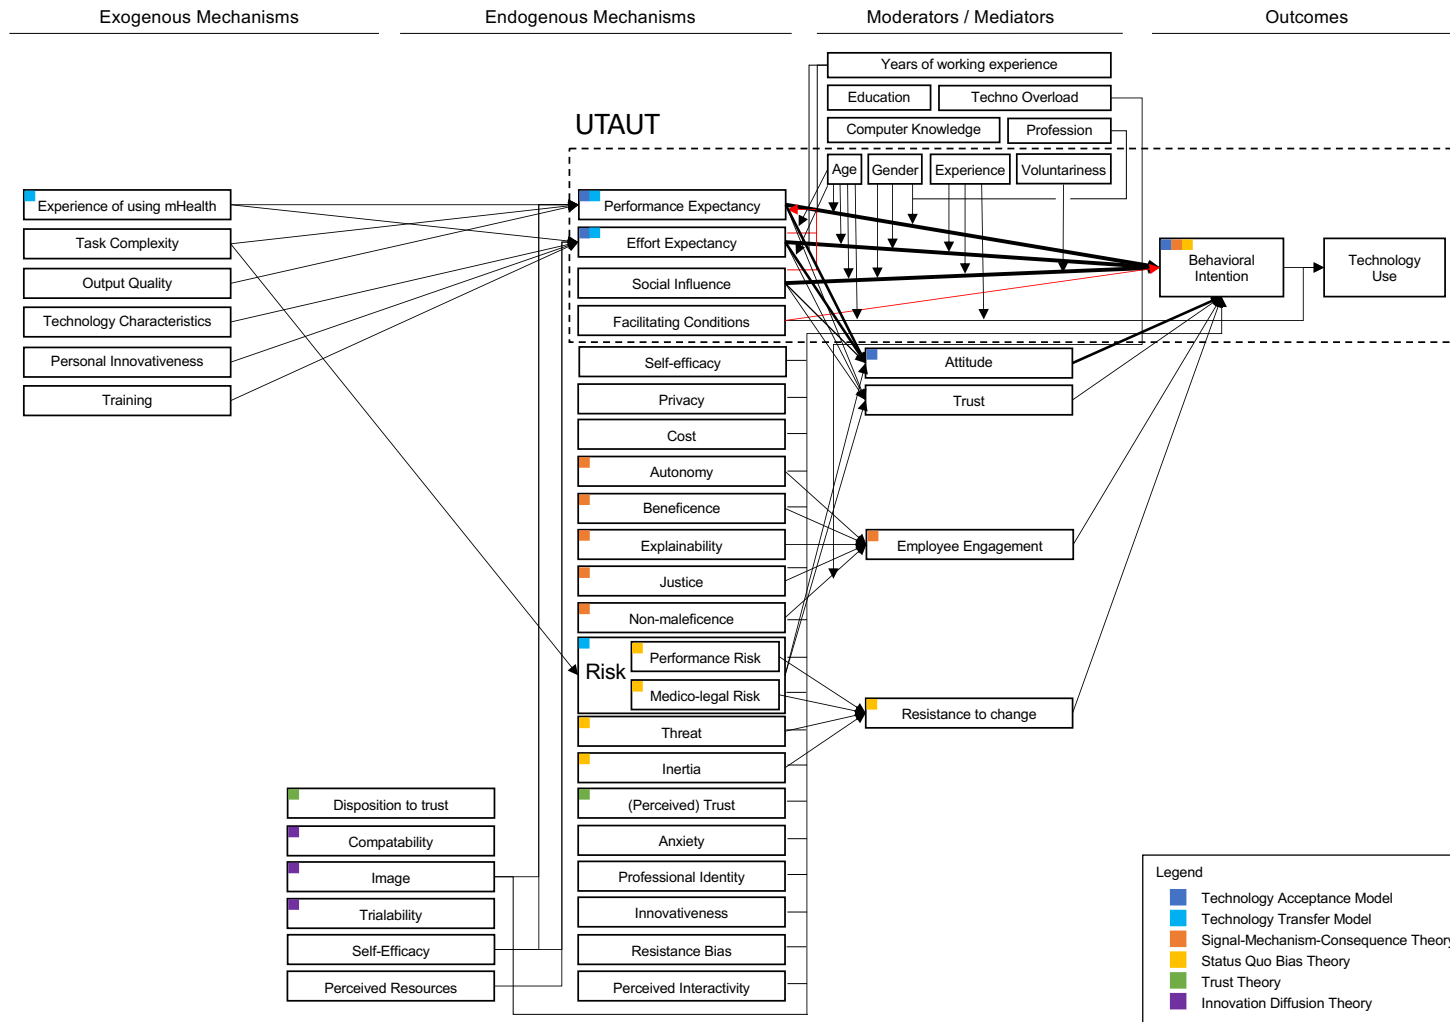 Exogenous Mechanisms
Endogenous Mechanisms
Moderators / Mediators
Outcomes
Years of working experience
Education
Techno Overload
Computer Knowledge
Profession
UTAUT
Age
Gender
Experience
Voluntariness
Experience of using mHealth
Task Complexity
Output Quality
Technology Characteristics
Personal Innovativeness
Training
Performance Expectancy
Effort Expectancy
Social Influence
Facilitating Conditions
Self-efficacy
Privacy
Cost
Autonomy
Beneficence
Explainability
Justice
Non-maleficence
Risk
Performance Risk
Medico-legal Risk
Threat
Inertia
(Perceived) Trust
Anxiety
Professional Identity
Innovativeness
Resistance Bias
Perceived Interactivity
Disposition to trust
Compatability
Image
Trialability
Self-Efficacy
Perceived Resources
Attitude
Trust
Employee Engagement
Resistance to change
Behavioral
Intention
Technology
Use
Legend
Technology Acceptance Model
Technology Transfer Model
Signal-Mechanism-Consequence Theory
Status Quo Bias Theory
Trust Theory
Innovation Diffusion Theory